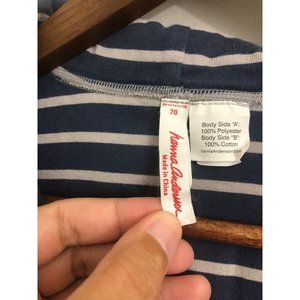 70
hanna Andersson
Made in China
Body Side "A":
100% Polyester
Body Side "B":
100% Cotton
hannaAndersson.com